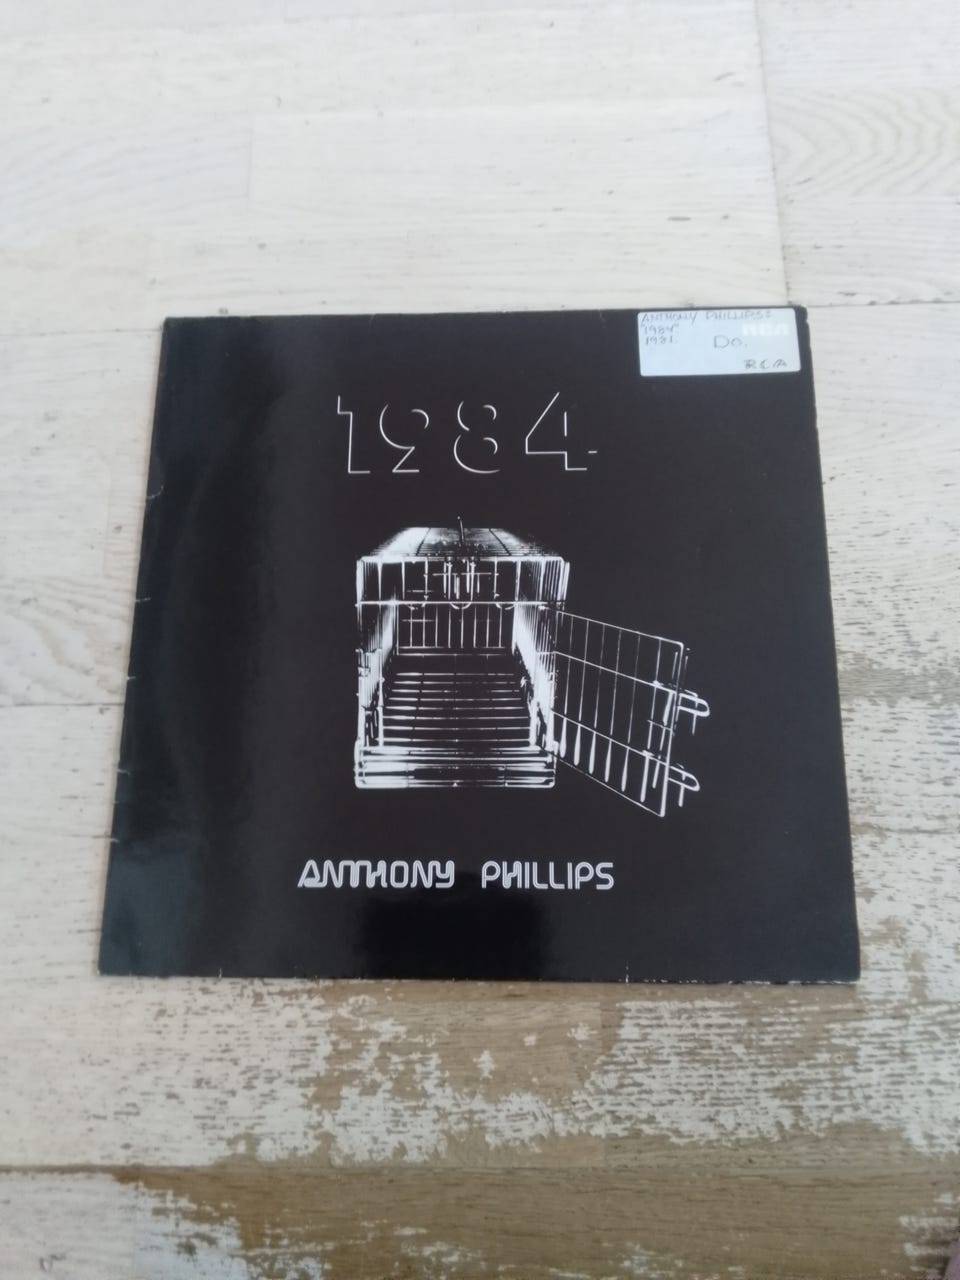 ANTHONY PHILLIPS:
"1984"
RCA
1981.
Do.
RCA
1984
ANTHONY PHILLIPS